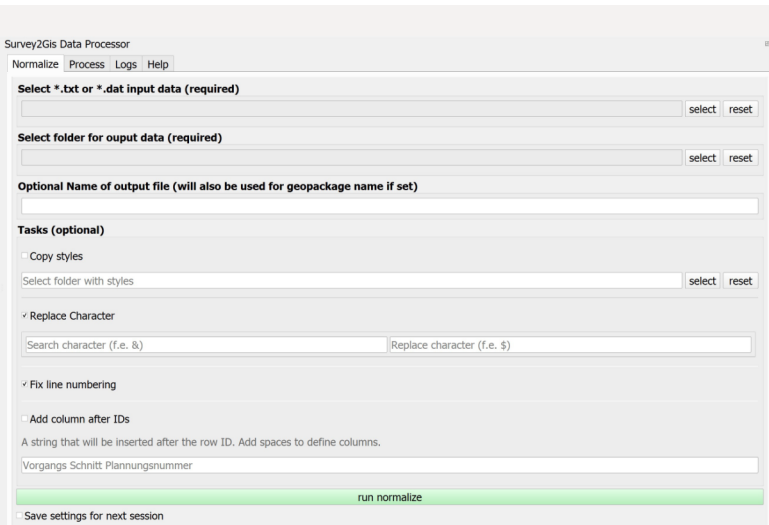 Survey2Gis Data Processor
Normalize Process Logs Help
Select *.txt or *.dat input data (required)
select reset
Select folder for ouput data (required)
select reset
Optional Name of output file (will also be used for geopackage name if set)
Tasks (optional)
Copy styles
Select folder with styles select reset
Replace Character
Search character (f.e. &) Replace character (f.e. $)
Fix line numbering
Add column after IDs
A string that will be inserted after the row ID. Add spaces to define columns.
Vorgangs Schnitt Plannungsnummer
run normalize
Save settings for next session